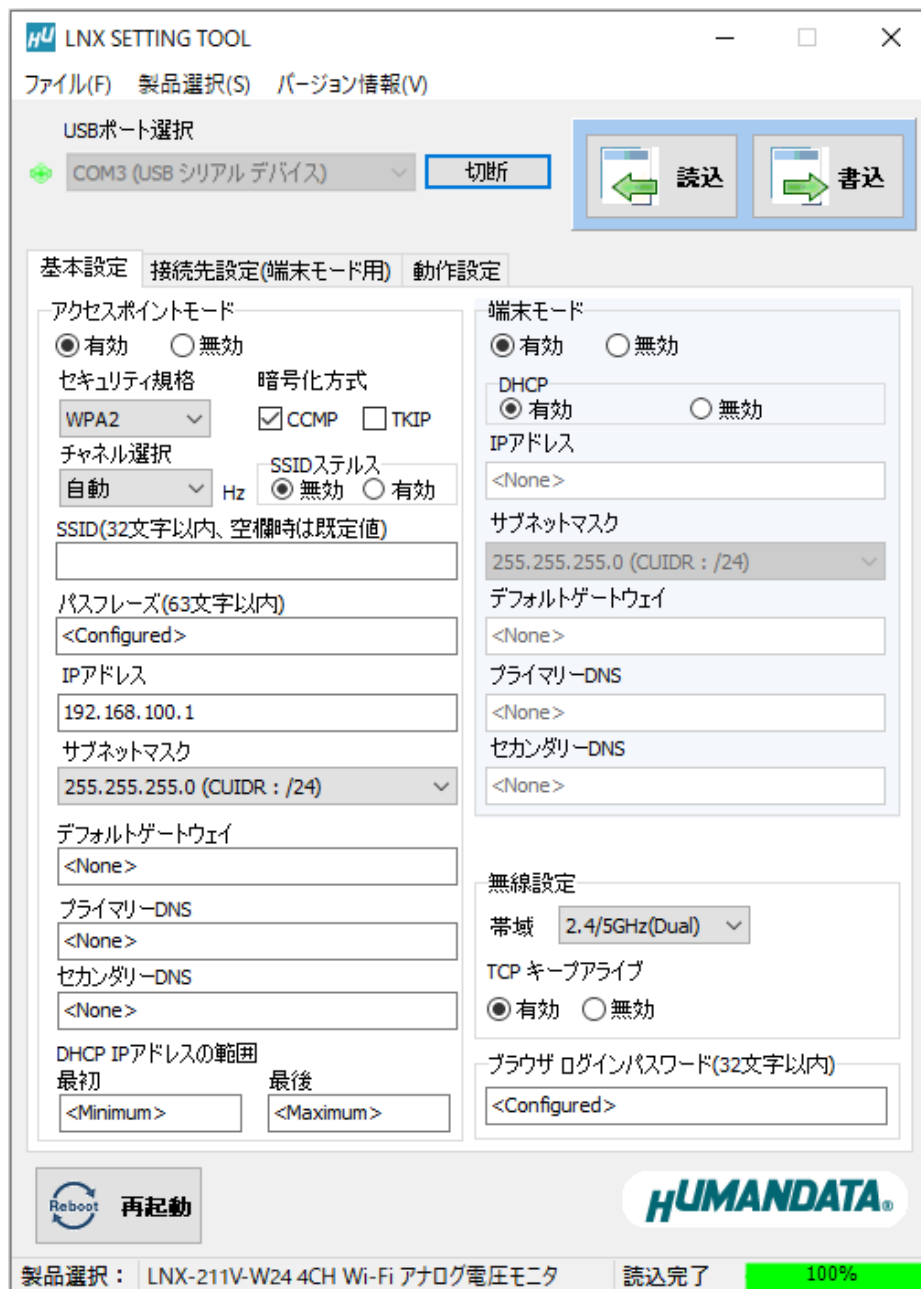 HU LNX SETTING TOOL
ファイル(F) 製品選択(S) バージョン情報(V)
USBポート選択
COM3 (USB シリアル デバイス) 切断 読込 書込
基本設定 接続先設定(端末モード用) 動作設定
アクセスポイントモード
有効 無効
セキュリティ規格 暗号化方式
WPA2 CCMP TKIP
チャネル選択
自動 Hz
SSIDステルス
無効 有効
SSID(32文字以内、空欄時は既定値)
パスフレーズ(63文字以内)
<Configured>
IPアドレス
192.168.100.1
サブネットマスク
255.255.255.0 (CUIDR : /24)
デフォルトゲートウェイ
<None>
プライマリーDNS
<None>
セカンダリーDNS
<None>
DHCP IPアドレスの範囲
最初 最後
<Minimum> <Maximum>
端末モード
有効 無効
DHCP
有効 無効
IPアドレス
<None>
サブネットマスク
255.255.255.0 (CUIDR : /24)
デフォルトゲートウェイ
<None>
プライマリーDNS
<None>
セカンダリーDNS
<None>
無線設定
帯域 2.4/5GHz(Dual)
TCP キープアライブ
有効 無効
ブラウザ ログインパスワード(32文字以内)
<Configured>
Reboot 再起動
HUMANDATA®
製品選択： LNX-211V-W24 4CH Wi-Fi アナログ電圧モニタ 読込完了 100%